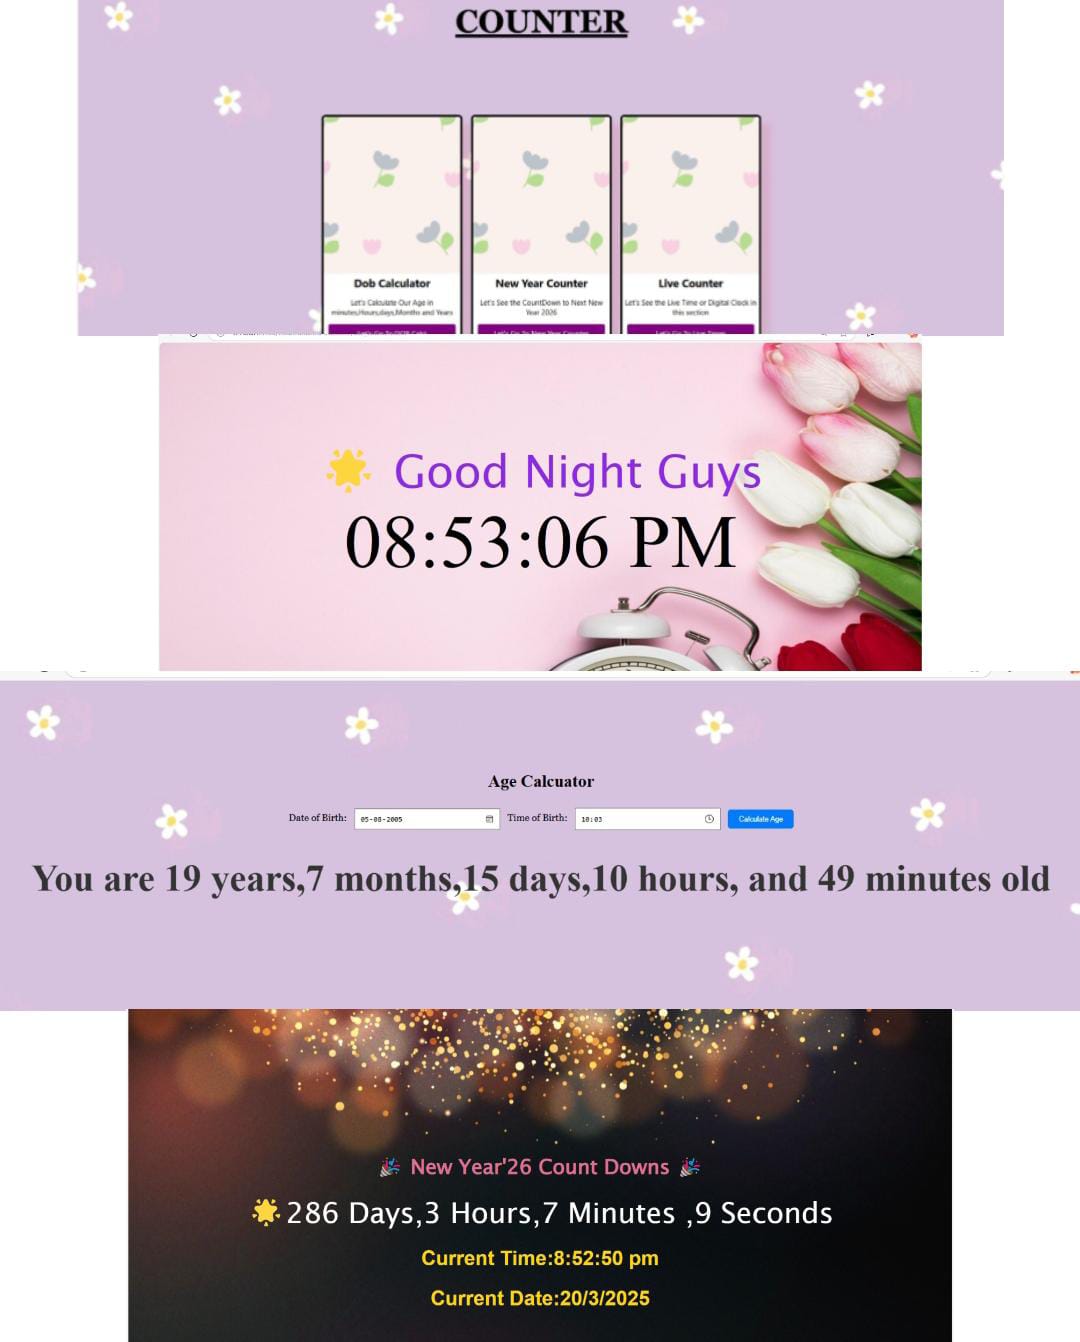 COUNTER
Dob Calculator
Let's Calculate Our Age in
minutes,Hours,days,Months and Years
New Year Counter
Let's See the CountDown to Next New
Year 2026
Live Counter
Let's See the Live Time or Digital Clock in
this section
Good Night Guys
08:53:06 PM
Age Calcuator
Date of Birth: 05-08-2005 Time of Birth: 10:03 Calculate Age
You are 19 years,7 months,15 days,10 hours, and 49 minutes old
New Year'26 Count Downs
286 Days,3 Hours,7 Minutes ,9 Seconds
Current Time:8:52:50 pm
Current Date:20/3/2025